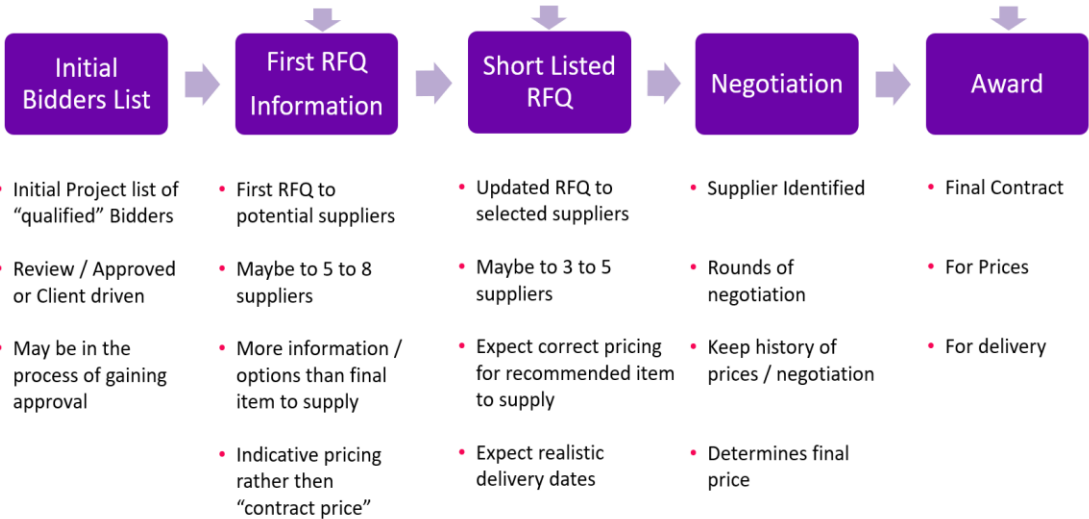 Initial
Bidders List
First RFQ
Information
Short Listed
RFQ
Negotiation
Award
• Initial Project list of
“qualified” Bidders
• Review / Approved
or Client driven
• May be in the
process of gaining
approval
• First RFQ to
potential suppliers
• Maybe to 5 to 8
suppliers
• More information /
options than final
item to supply
• Indicative pricing
rather then
“contract price”
• Updated RFQ to
selected suppliers
• Maybe to 3 to 5
suppliers
• Expect correct pricing
for recommended item
to supply
• Expect realistic
delivery dates
• Supplier Identified
• Rounds of
negotiation
• Keep history of
prices / negotiation
• Determines final
price
• Final Contract
• For Prices
• For delivery